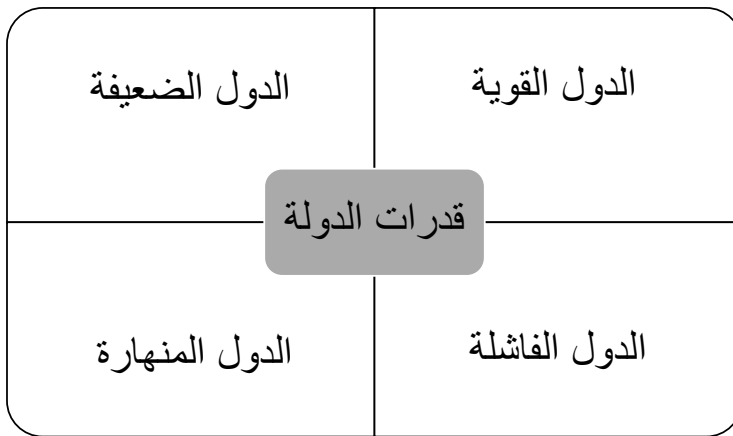 الدول القوية
الدول الضعيفة
قدرات الدولة
الدول الفاشلة
الدول المنهارة